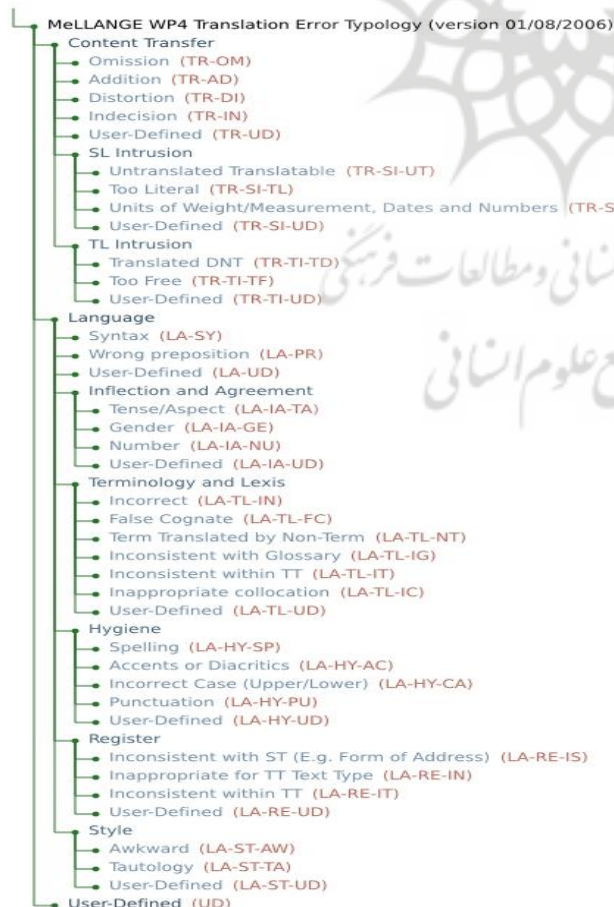 MeLLANGE WP4 Translation Error Typology (version 01/08/2006)
Content Transfer
Omission (TR-OM)
Addition (TR-AD)
Distortion (TR-DI)
Indecision (TR-IN)
User-Defined (TR-UD)
SL Intrusion
Untranslated Translatable (TR-SI-UT)
Too Literal (TR-SI-TL)
Units of Weight/Measurement, Dates and Numbers (TR-S
User-Defined (TR-SI-UD)
TL Intrusion
Translated DNT (TR-TI-TD)
Too Free (TR-TI-TF)
User-Defined (TR-TI-UD)
Language
Syntax (LA-SY)
Wrong preposition (LA-PR)
User-Defined (LA-UD)
Inflection and Agreement
Tense/Aspect (LA-IA-TA)
Gender (LA-IA-GE)
Number (LA-IA-NU)
User-Defined (LA-IA-UD)
Terminology and Lexis
Incorrect (LA-TL-IN)
False Cognate (LA-TL-FC)
Term Translated by Non-Term (LA-TL-NT)
Inconsistent with Glossary (LA-TL-IG)
Inconsistent within TT (LA-TL-IT)
Inappropriate collocation (LA-TL-IC)
User-Defined (LA-TL-UD)
Hygiene
Spelling (LA-HY-SP)
Accents or Diacritics (LA-HY-AC)
Incorrect Case (Upper/Lower) (LA-HY-CA)
Punctuation (LA-HY-PU)
User-Defined (LA-HY-UD)
Register
Inconsistent with ST (E.g. Form of Address) (LA-RE-IS)
Inappropriate for TT Text Type (LA-RE-IN)
Inconsistent within TT (LA-RE-IT)
User-Defined (LA-RE-UD)
Style
Awkward (LA-ST-AW)
Tautology (LA-ST-TA)
User-Defined (LA-ST-UD)
User-Defined (UD)
انسانی و مطالعات فرهنگی
علوم انسانی